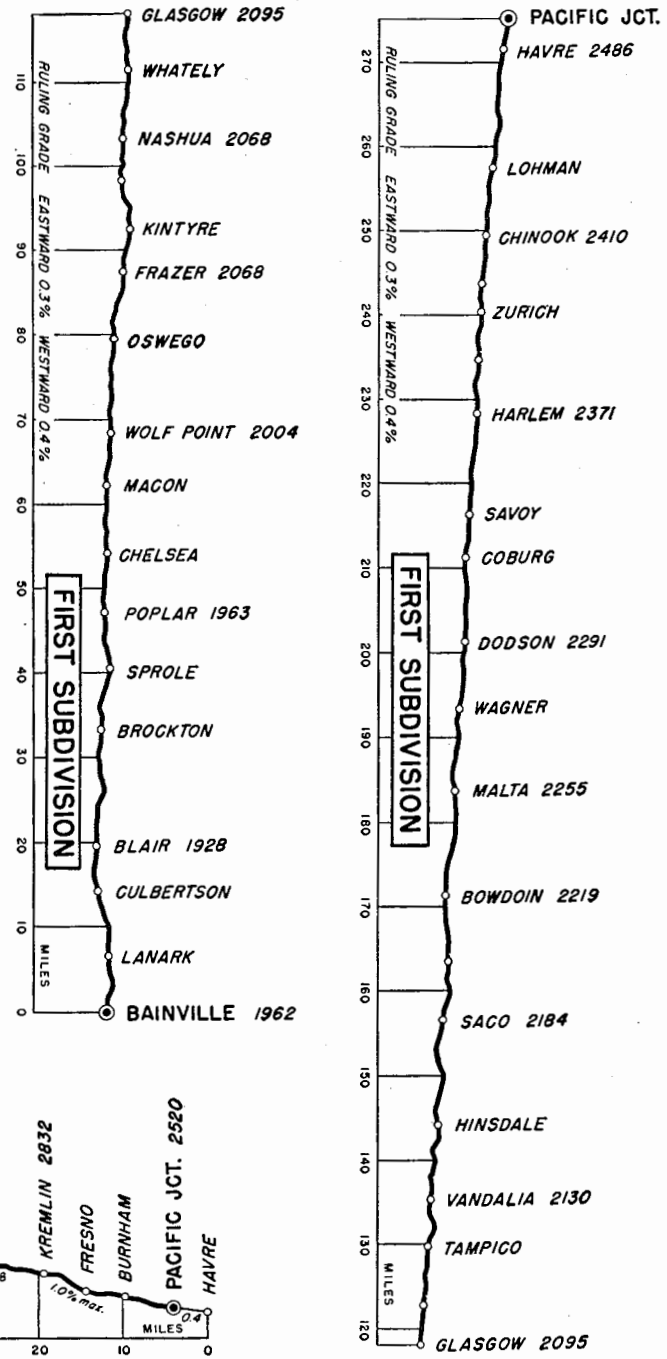 GLASGOW 2095
WHATELY
NASHUA 2068
KINTYRE
FRAZER 2068
OSWEGO
WOLF POINT 2004
MACON
CHELSEA
POPLAR 1963
SPROLE
BROCKTON
BLAIR 1928
CULBERTSON
LANARK
BAINVILLE 1962
110
100
90
80
70
60
50
40
30
20
10
0
RULING GRADE EASTWARD 0.3% WESTWARD 0.4%
FIRST SUBDIVISION
MILES
PACIFIC JCT.
HAVRE 2486
LOHMAN
CHINOOK 2410
ZURICH
HARLEM 2371
SAVOY
COBURG
DODSON 2291
WAGNER
MALTA 2255
BOWDOIN 2219
SACO 2184
HINSDALE
VANDALIA 2130
TAMPICO
GLASGOW 2095
270
260
250
240
230
220
210
200
190
180
170
160
150
140
130
120
RULING GRADE EASTWARD 0.3% WESTWARD 0.4%
FIRST SUBDIVISION
MILES
KREMLIN 2832
FRESNO
BURNHAM
PACIFIC JCT. 2520
HAVRE
1.0% max.
0.4
MILES
20
10
0